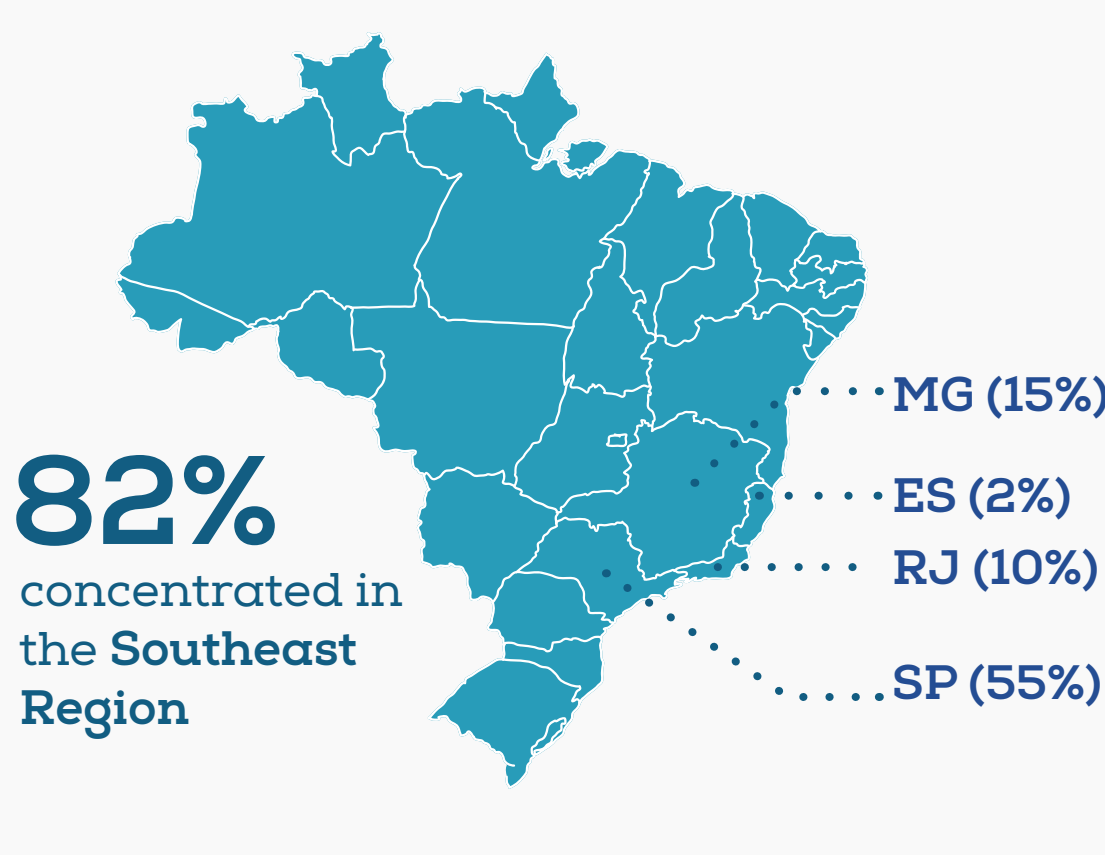 82%
concentrated in
the Southeast
Region
MG (15%)
ES (2%)
RJ (10%)
SP (55%)